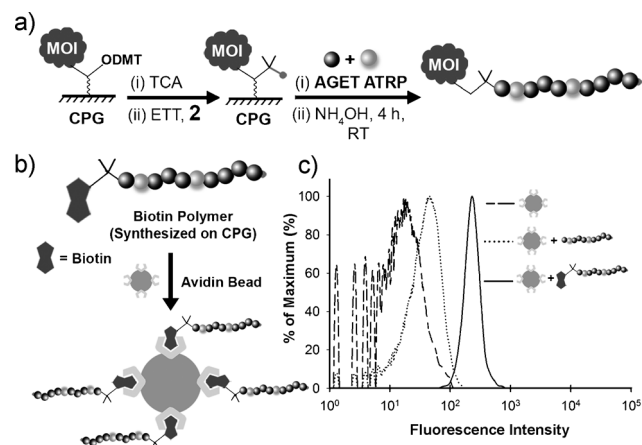 a)
MOI
ODMT
CPG
(i) TCA
(ii) ETT, 2
MOI
CPG
+
(i) AGET ATRP
(ii) NH4OH, 4 h,
RT
MOI
b)
Biotin Polymer
(Synthesized on CPG)
= Biotin
Avidin Bead
c)
% of Maximum (%)
100
80
60
40
20
0
10^0 10^1 10^2 10^3 10^4 10^5
Fluorescence Intensity
+
+